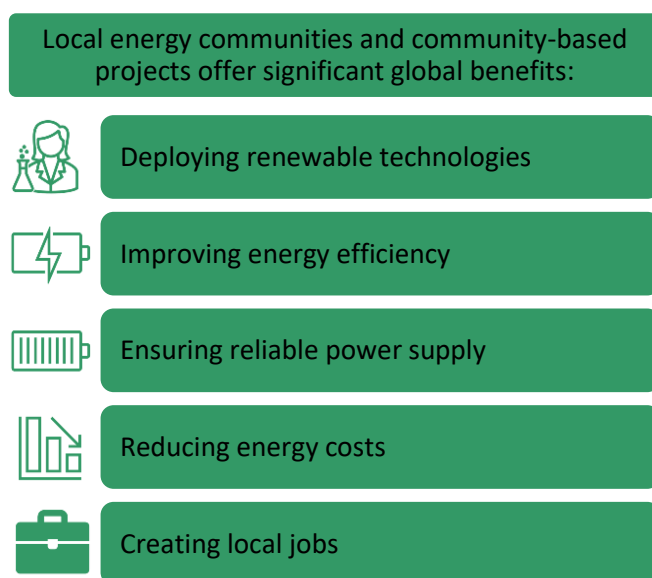 Local energy communities and community-based
projects offer significant global benefits:
Deploying renewable technologies
Improving energy efficiency
Ensuring reliable power supply
Reducing energy costs
Creating local jobs